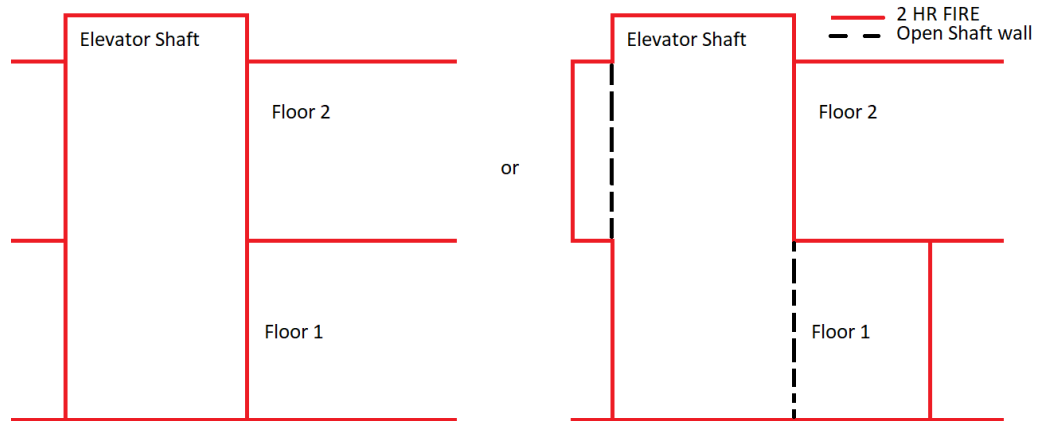 Elevator Shaft
Floor 2
Floor 1
or
Elevator Shaft
2 HR FIRE
Open Shaft wall
Floor 2
Floor 1